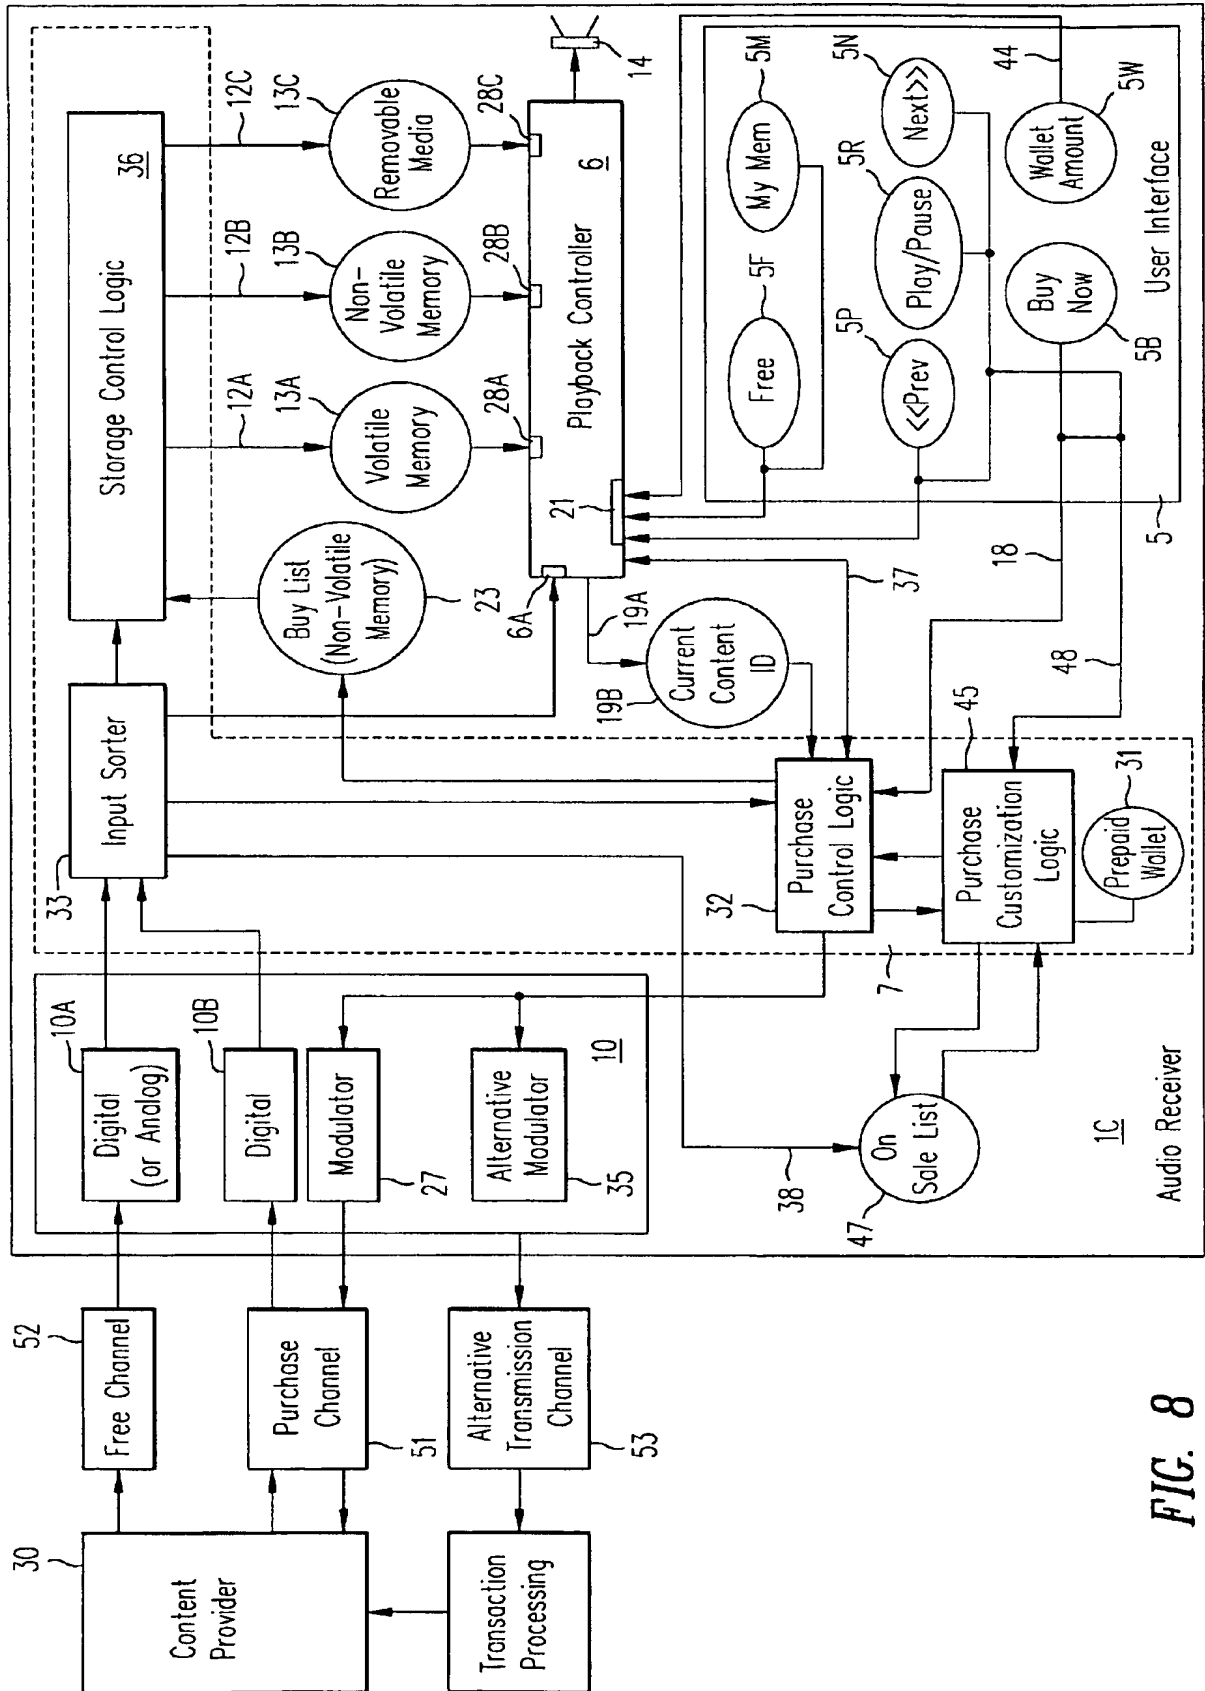 30
Content
Provider
52
Free Channel
Purchase
Channel
51
Alternative
Transmission
Channel
53
Transaction
Processing
10A
Digital
(or Analog)
10B
Digital
Modulator
27
Alternative
Modulator
35
10
33
Input Sorter
Storage Control Logic
36
12A
12B
12C
13A
Volatile
Memory
13B
Non-
Volatile
Memory
13C
Removable
Media
Buy List
(Non-Volatile
Memory)
23
28A
28B
28C
6A
Playback Controller
6
21
14
19A
19B
Current
Content
ID
37
32
Purchase
Control Logic
7
45
Purchase
Customization
Logic
31
Prepaid
Wallet
38
47
On
Sale List
1C
Audio Receiver
18
48
5
5F
Free
5M
My Mem
5P
<<Prev
5R
Play/Pause
5N
Next>>
Buy
Now
5B
Wallet
Amount
5W
44
User Interface
FIG. 8